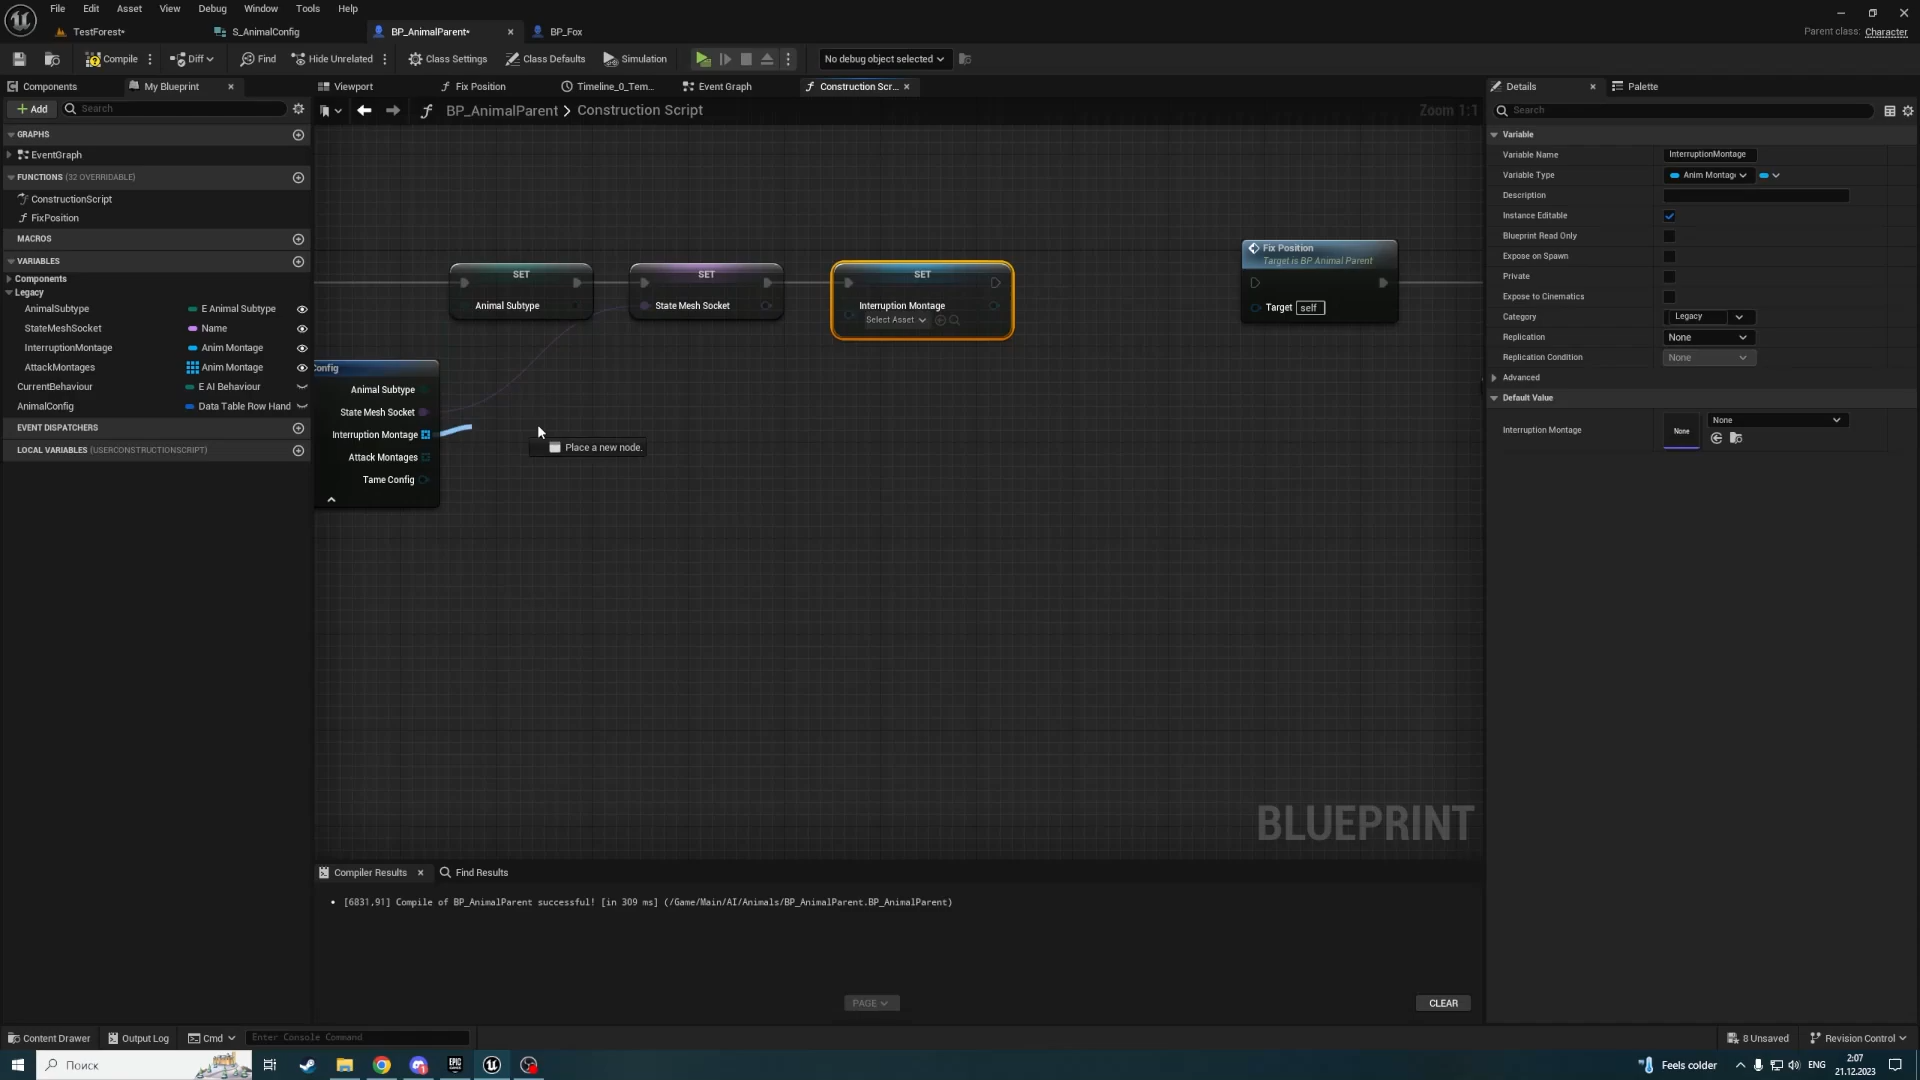 File Edit Asset View Debug Window Tools Help
TestForest* S_AnimalConfig BP_AnimalParent* BP_Fox
Parent class: Character
Compile Diff Find Hide Unrelated Class Settings Class Defaults Simulation No debug object selected
Components My Blueprint Viewport Fix Position Timeline_0_Tem... Event Graph Construction Scr... Details Palette
Add Search
BP_AnimalParent > Construction Script Zoom 1:1
Search
GRAPHS
EventGraph
FUNCTIONS (32 OVERRIDABLE)
ConstructionScript
FixPosition
MACROS
VARIABLES
Components
Legacy
AnimalSubtype E Animal Subtype
StateMeshSocket Name
InterruptionMontage Anim Montage
AttackMontages Anim Montage
CurrentBehaviour E AI Behaviour
AnimalConfig Data Table Row Hand
EVENT DISPATCHERS
LOCAL VARIABLES (USERCONSTRUCTIONSCRIPT)
SET
Animal Subtype
SET
State Mesh Socket
SET
Interruption Montage
Select Asset
Fix Position
Target is BP Animal Parent
Target self
Config
Animal Subtype
State Mesh Socket
Interruption Montage
Attack Montages
Tame Config
Place a new node.
BLUEPRINT
Variable
Variable Name InterruptionMontage
Variable Type Anim Montag
Description
Instance Editable
Blueprint Read Only
Expose on Spawn
Private
Expose to Cinematics
Category Legacy
Replication None
Replication Condition None
Advanced
Default Value
Interruption Montage None None
Compiler Results Find Results
[6831,91] Compile of BP_AnimalParent successful! [in 309 ms] (/Game/Main/AI/Animals/BP_AnimalParent.BP_AnimalParent)
PAGE CLEAR
Content Drawer Output Log Cmd Enter Console Command 8 Unsaved Revision Control
Поиск EPIC GAMES Feels colder ENG 2:07
21.12.2023